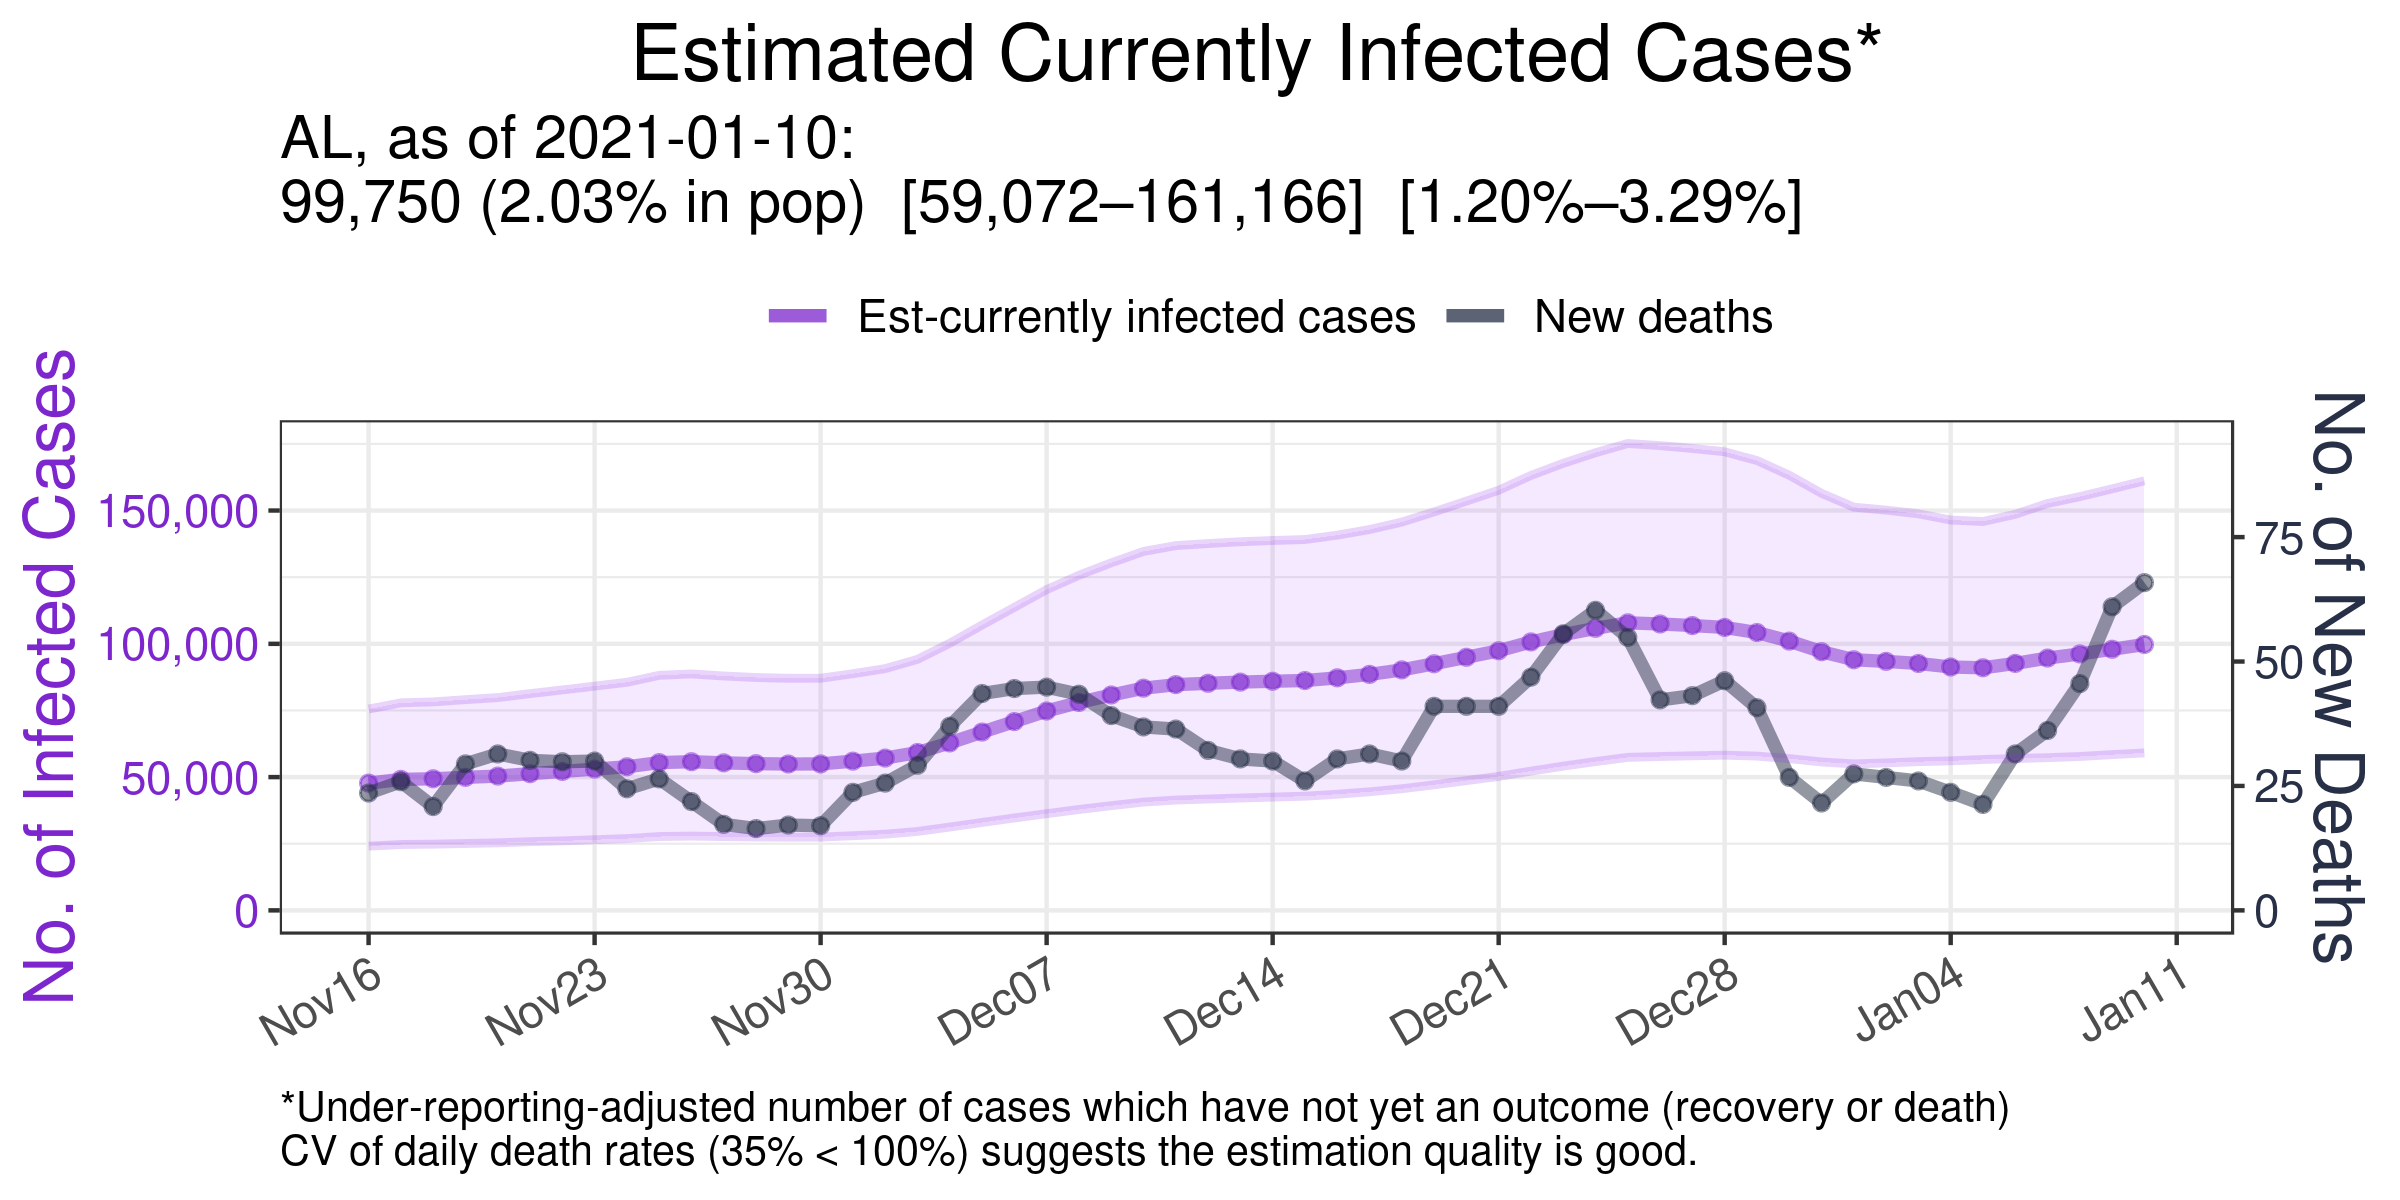 Estimated Currently Infected Cases*
AL, as of 2021-01-10:
99,750 (2.03% in pop)  [59,072–161,166]  [1.20%–3.29%]
Est-currently infected cases
New deaths
No. of Infected Cases
150,000
100,000
50,000
0
75
50
25
0
No. of New Deaths
Nov16
Nov23
Nov30
Dec07
Dec14
Dec21
Dec28
Jan04
Jan11
*Under-reporting-adjusted number of cases which have not yet an outcome (recovery or death)
CV of daily death rates (35% < 100%) suggests the estimation quality is good.